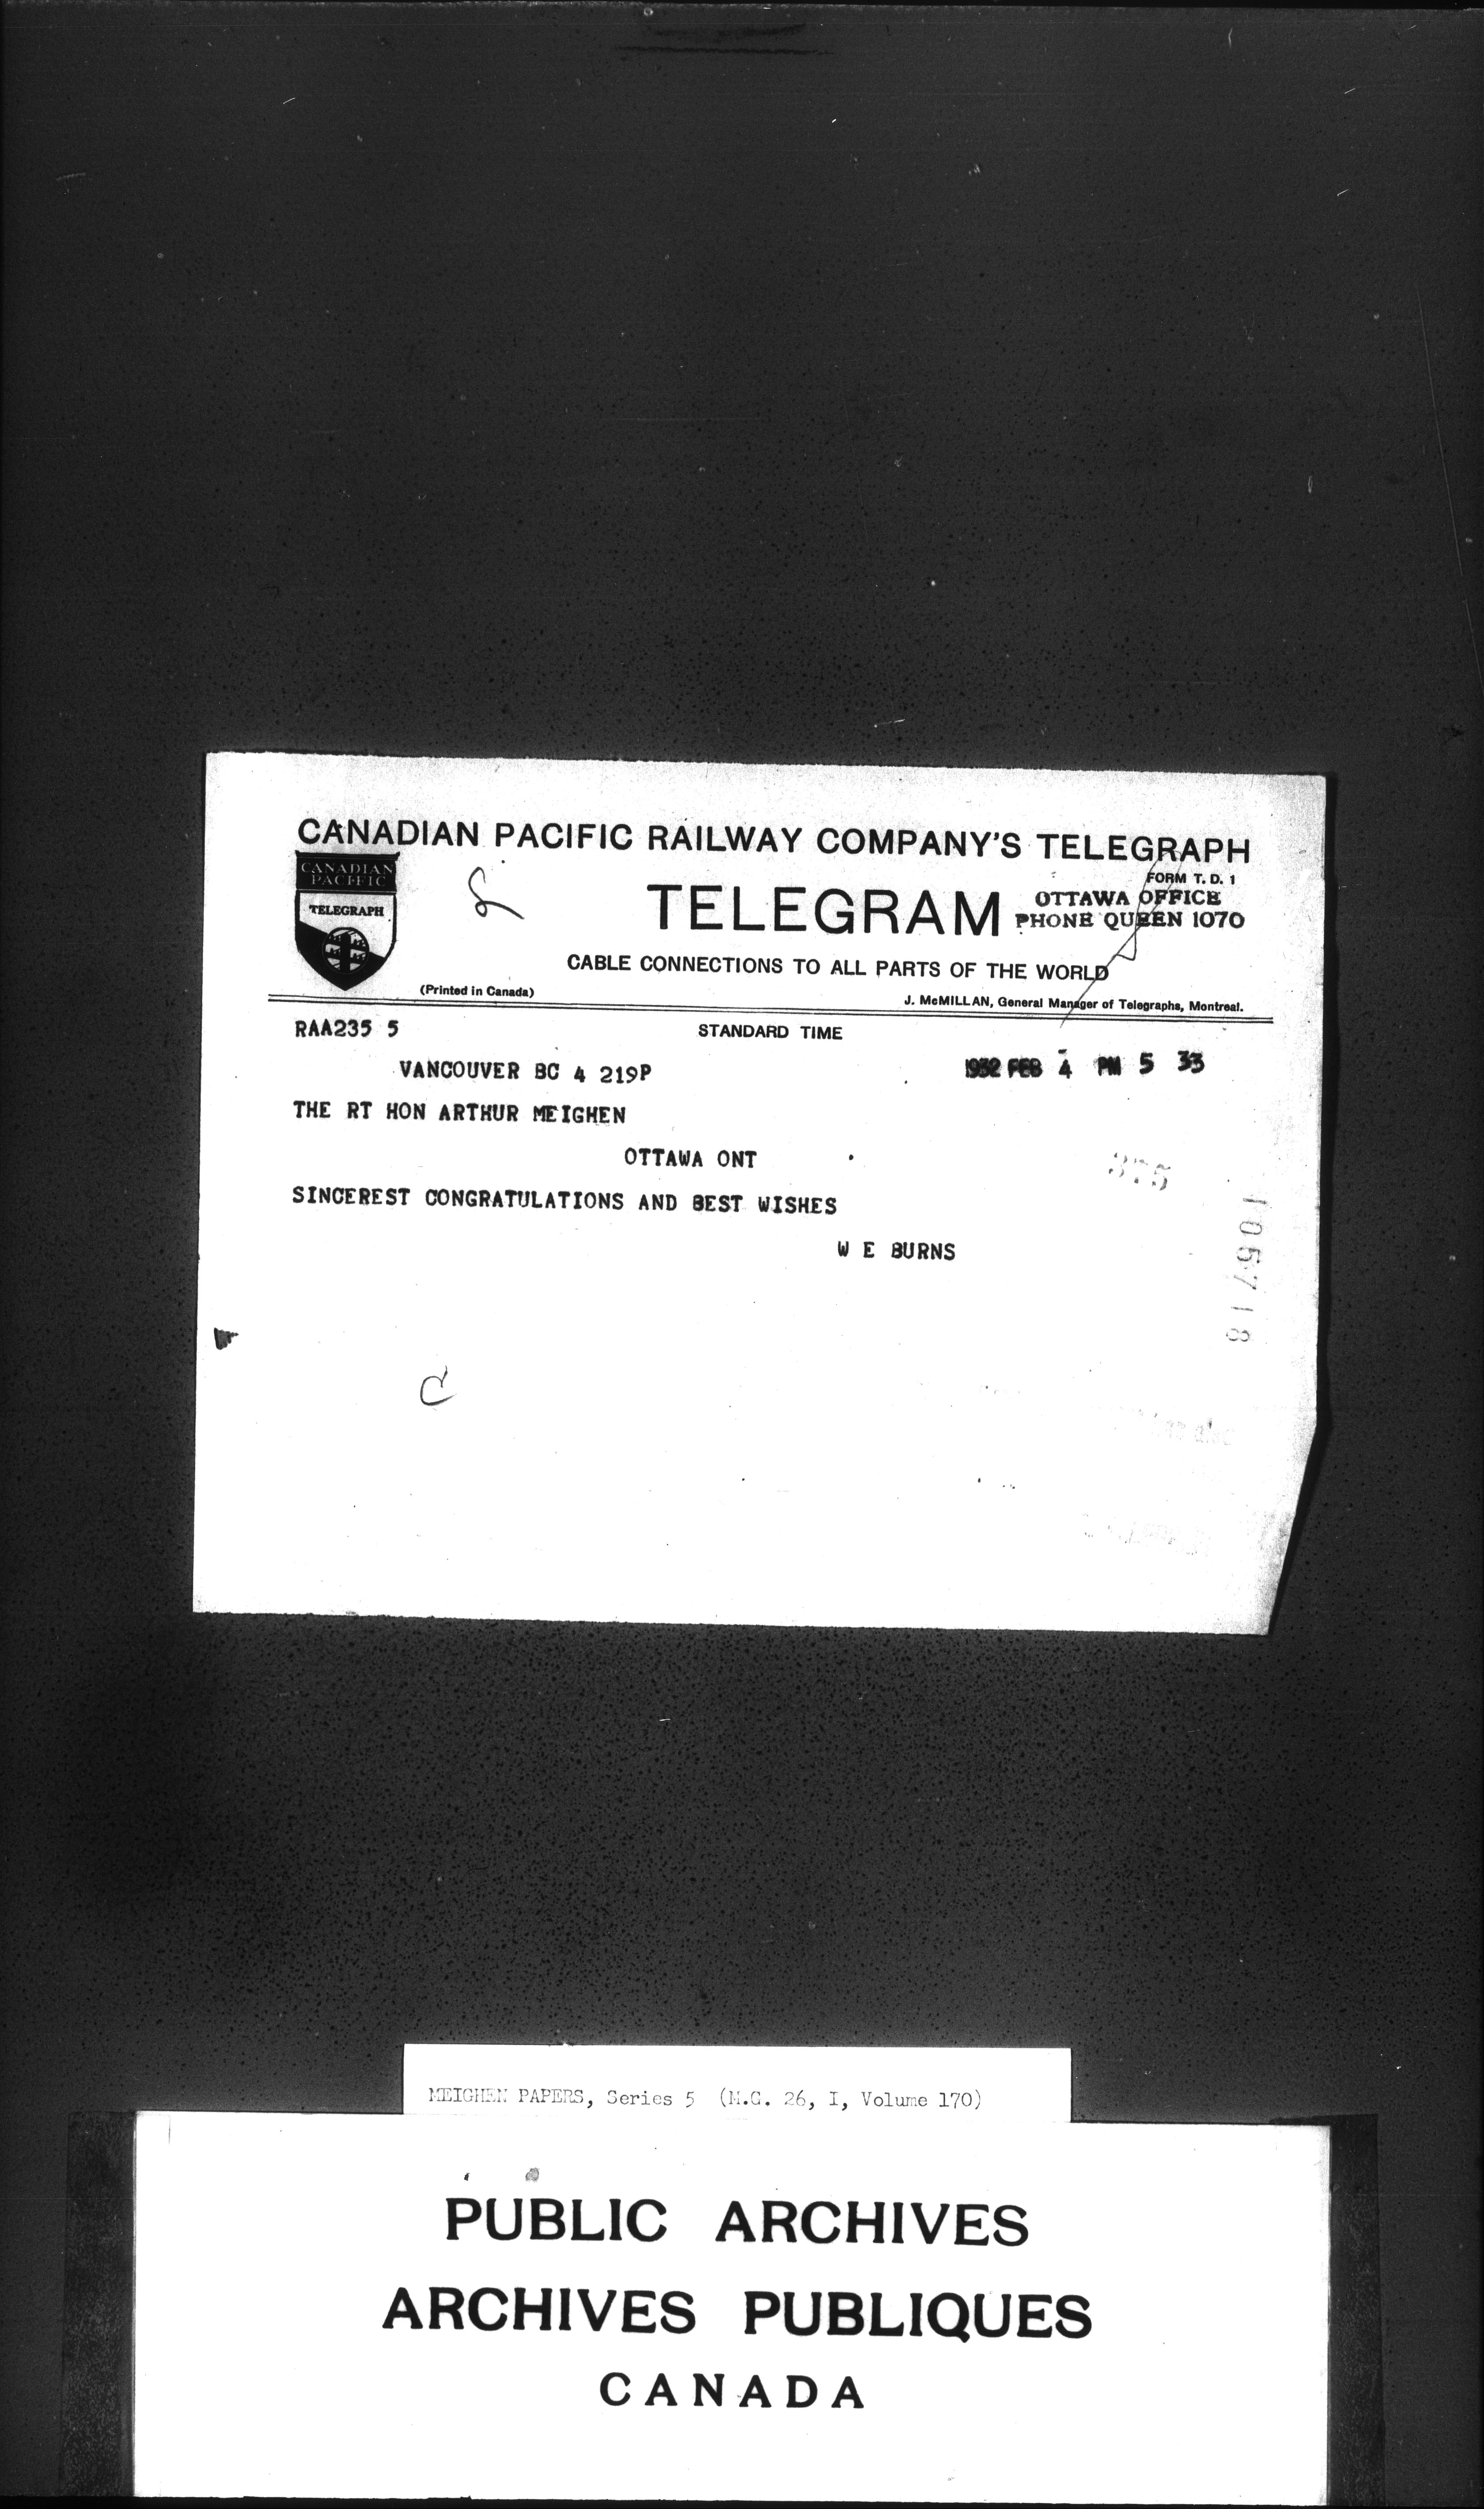 CANADIAN PACIFIC RAILWAY COMPANY'S TELEGRAPH
CANADIAN
PACIFIC
TELEGRAPH
FORM T. D. 1
TELEGRAM
OTTAWA OFFICE
PHONE QUEEN 1070
CABLE CONNECTIONS TO ALL PARTS OF THE WORLD
(Printed in Canada)
J. McMILLAN, General Manager of Telegraphs, Montreal.
RAA235 5
STANDARD TIME
VANCOUVER BC 4 219P
1932 FEB 4 PM 5 33
THE RT HON ARTHUR MEIGHEN
OTTAWA ONT
375
SINCEREST CONGRATULATIONS AND BEST WISHES
W E BURNS
105718
C
MEIGHEN PAPERS, Series 5 (M.G. 26, I, Volume 170)
PUBLIC ARCHIVES
ARCHIVES PUBLIQUES
CANADA